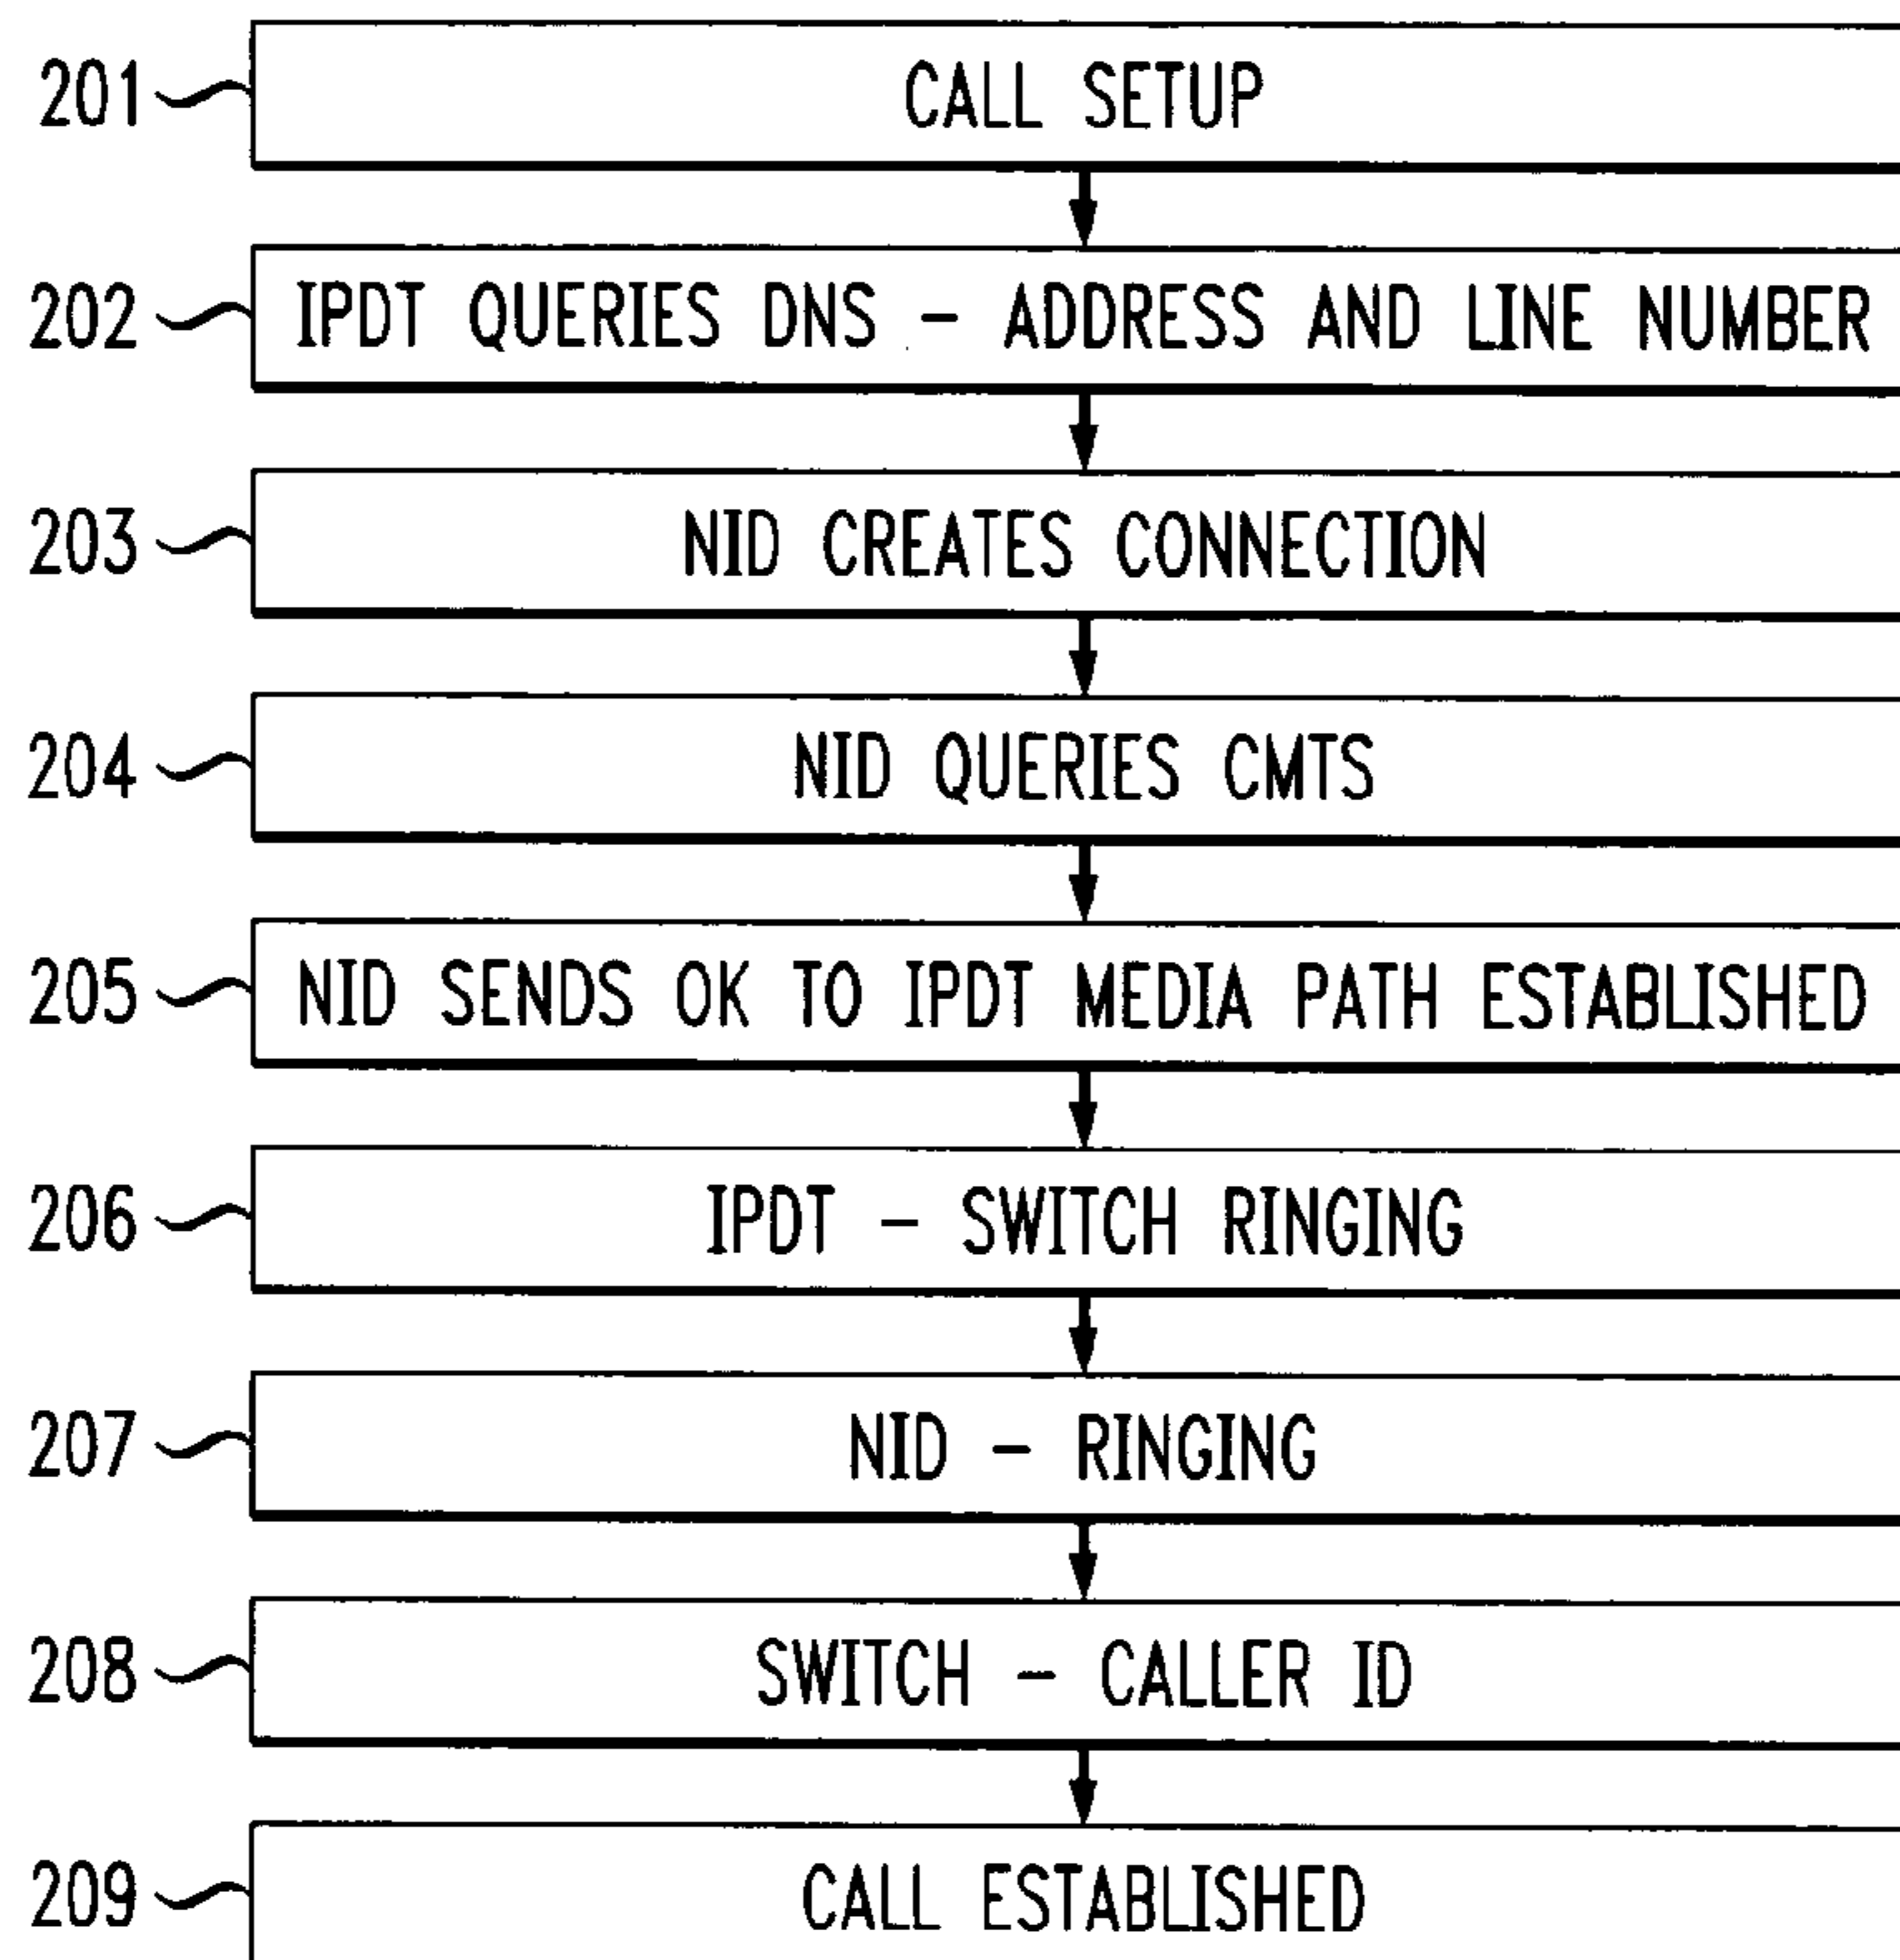 201 CALL SETUP
202 IPDT QUERIES DNS - ADDRESS AND LINE NUMBER
203 NID CREATES CONNECTION
204 NID QUERIES CMTS
205 NID SENDS OK TO IPDT MEDIA PATH ESTABLISHED
206 IPDT - SWITCH RINGING
207 NID - RINGING
208 SWITCH - CALLER ID
209 CALL ESTABLISHED